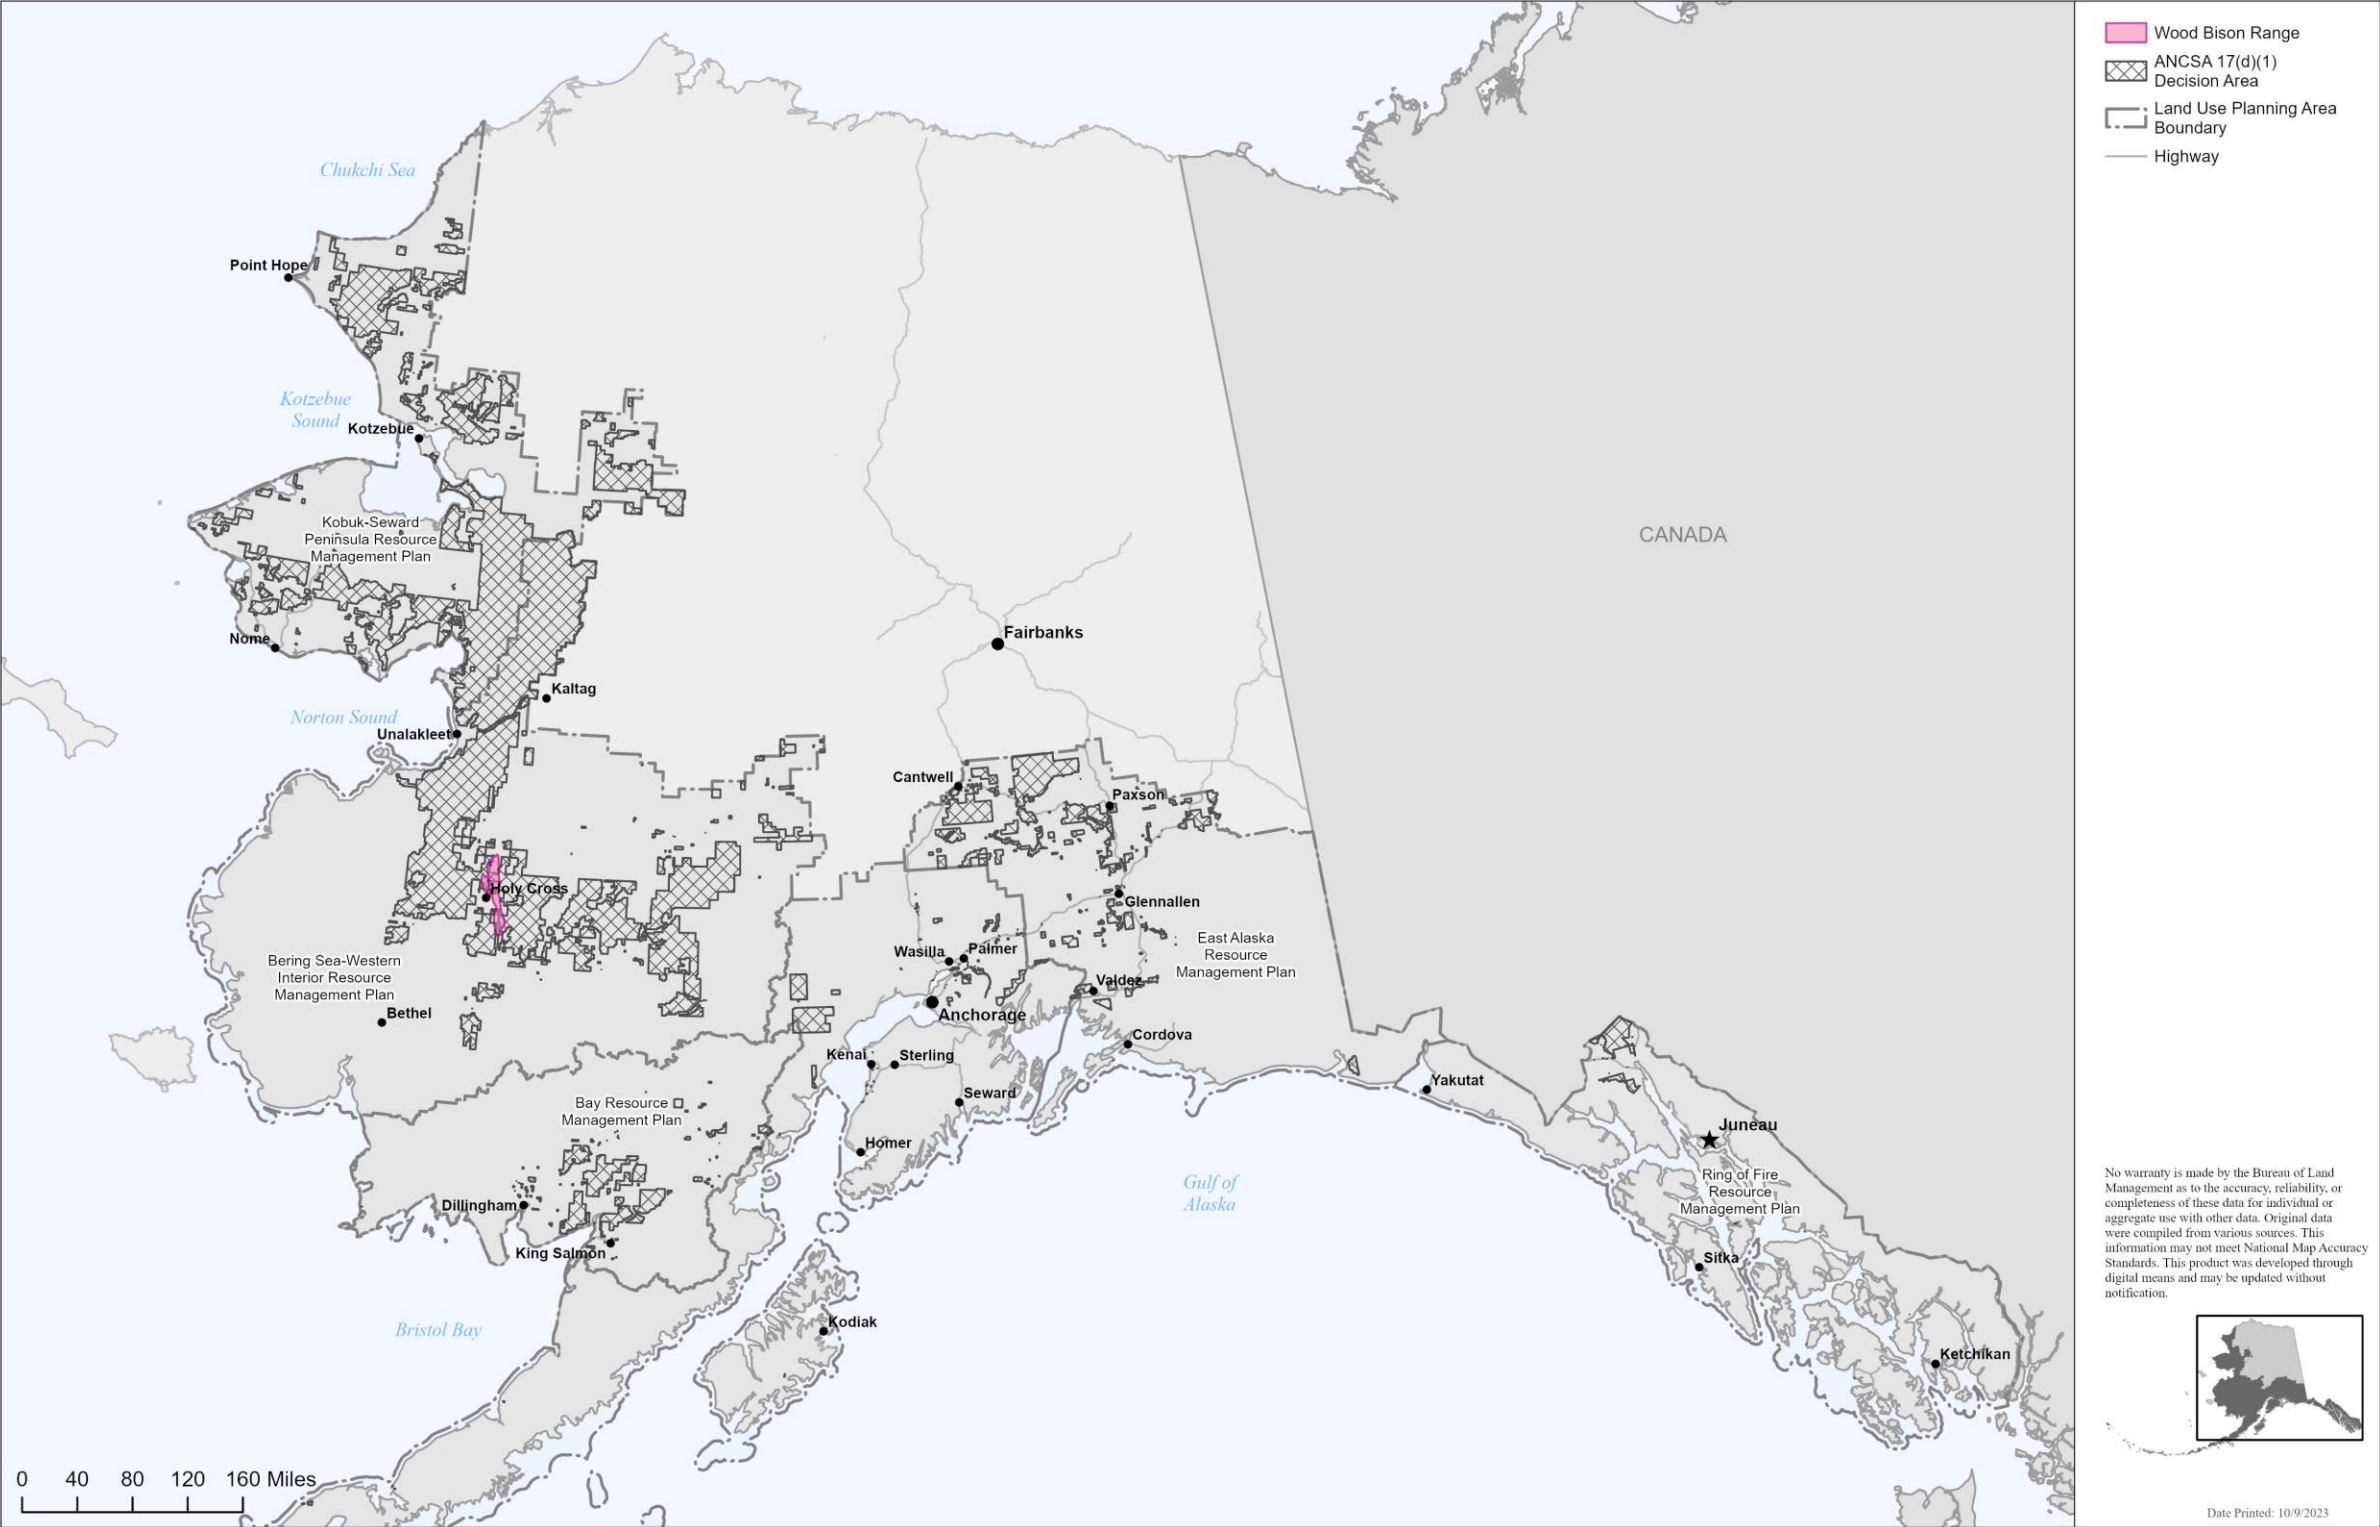 Wood Bison Range
ANCSA 17(d)(1)
Decision Area
Land Use Planning Area
Boundary
Highway
Chukchi Sea
Point Hope
Kotzebue
Sound
Kotzebue
Kobuk-Seward
Peninsula Resource
Management Plan
CANADA
Nome
Fairbanks
Kaltag
Norton Sound
Unalakleet
Cantwell
Paxson
Holy Cross
Glennallen
Wasilla
Palmer
East Alaska
Resource
Management Plan
Bering Sea-Western
Interior Resource
Management Plan
Valdez
Bethel
Anchorage
Cordova
Kenai
Sterling
Yakutat
Seward
Bay Resource
Management Plan
Juneau
Homer
Gulf of
Alaska
Ring of Fire
Resource
Management Plan
Dillingham
King Salmon
Sitka
Kodiak
Bristol Bay
Ketchikan
0 40 80 120 160 Miles
No warranty is made by the Bureau of Land
Management as to the accuracy, reliability, or
completeness of these data for individual or
aggregate use with other data. Original data
were compiled from various sources. This
information may not meet National Map Accuracy
Standards. This product was developed through
digital means and may be updated without
notification.
Date Printed: 10/9/2023